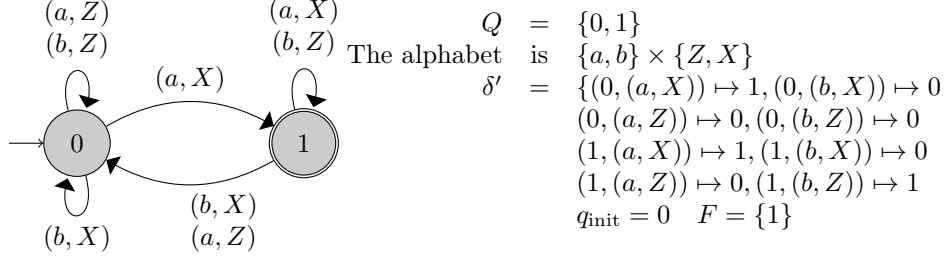 (a, Z)
(b, Z)
(a, X)
(b, Z)
(a, X)
0
1
(b, X)
(b, X)
(a, Z)
Q = {0, 1}
The alphabet is {a, b} × {Z, X}
δ′ = {(0, (a, X)) ↦ 1, (0, (b, X)) ↦ 0
(0, (a, Z)) ↦ 0, (0, (b, Z)) ↦ 0
(1, (a, X)) ↦ 1, (1, (b, X)) ↦ 0
(1, (a, Z)) ↦ 0, (1, (b, Z)) ↦ 1
q_init = 0 F = {1}